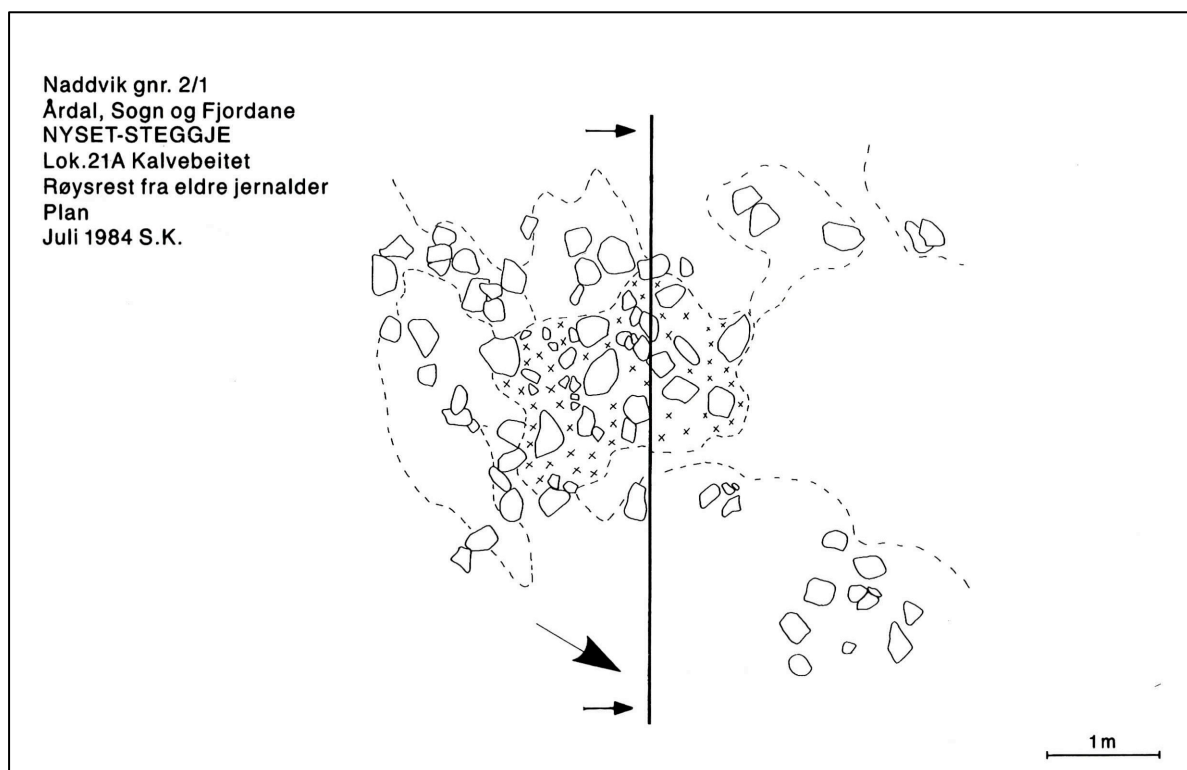 Naddvik gnr. 2/1
Årdal, Sogn og Fjordane
NYSET-STEGGJE
Lok.21A Kalvebeitet
Røysrest fra eldre jernalder
Plan
Juli 1984 S.K.
1m